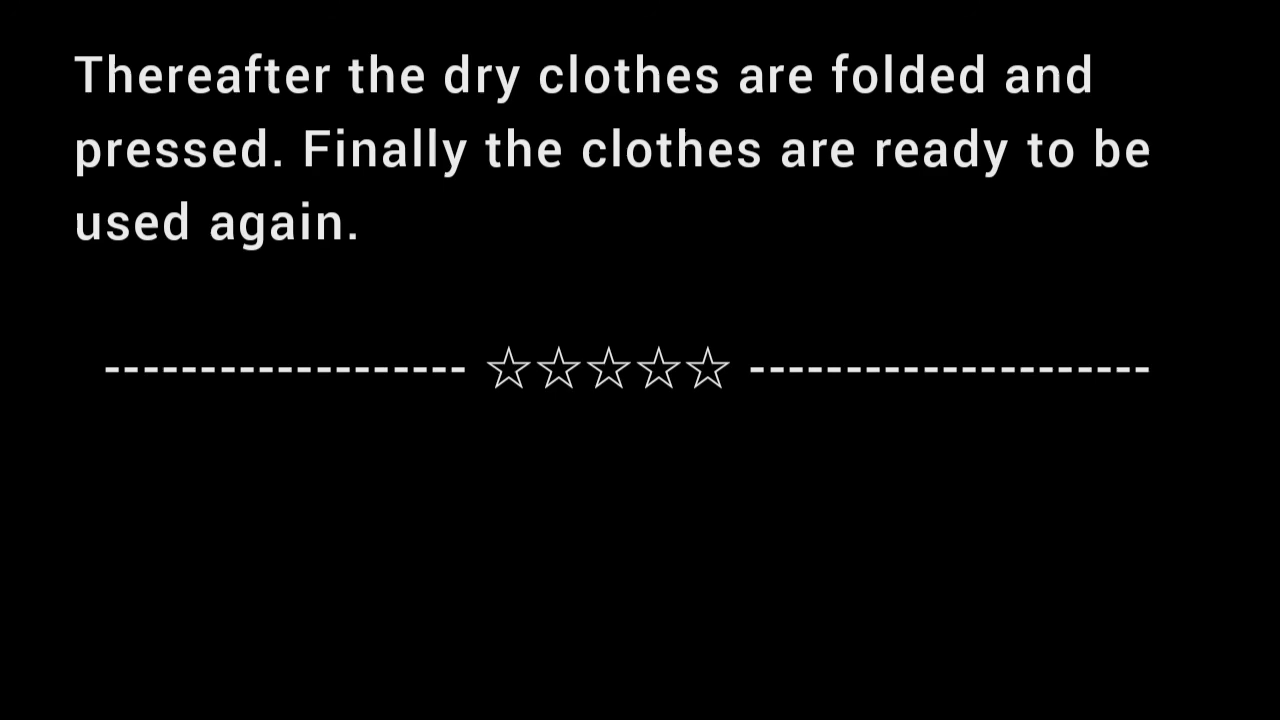 Thereafter the dry clothes are folded and
pressed. Finally the clothes are ready to be
used again.
------------------- ☆☆☆☆☆ ---------------------